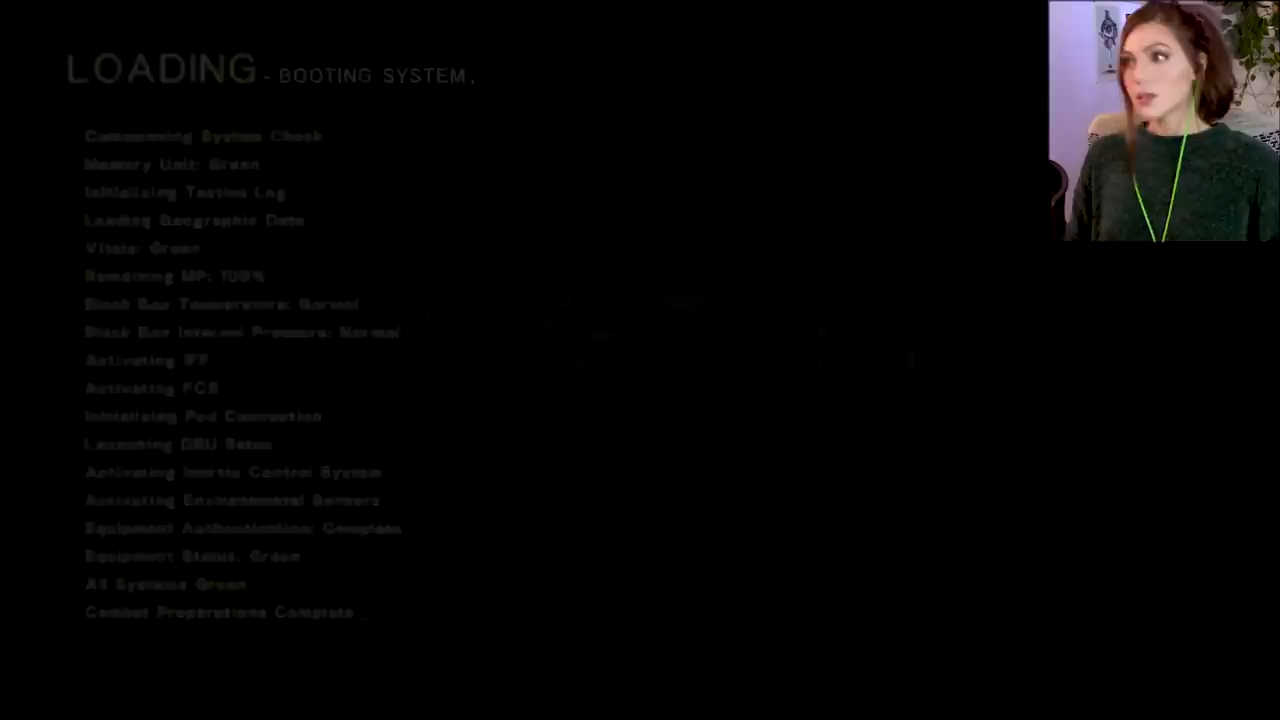 LOADING - BOOTING SYSTEM.
Commencing System Check
Memory Unit: Green
Initializing Tactics Log
Loading Geographic Data
Vitals: Green
Remaining MP: 100%
Black Box Temperature: Normal
Black Box Internal Pressure: Normal
Activating IFF
Activating FCS
Initializing Pod Connection
Launching DBU Setup
Activating Inertia Control System
Activating Environmental Sensors
Equipment Authentication: Complete
Equipment Status: Green
All Systems Green
Combat Preparations Complete _